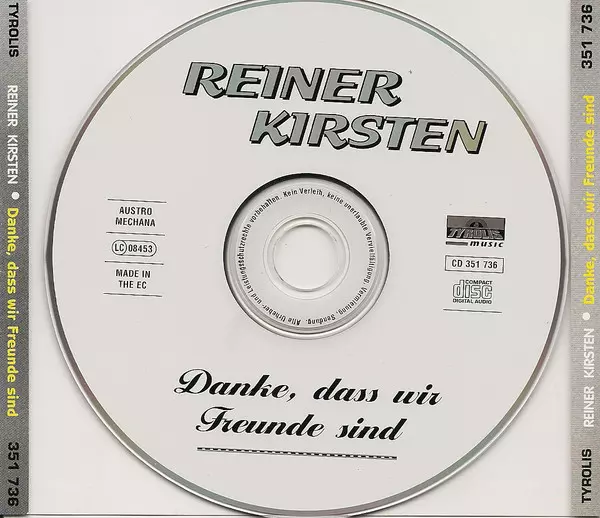 TYROLIS REINER KIRSTEN • Danke, dass wir Freunde sind 351 736
REINER
KIRSTEN
AUSTRO
MECHANA
LC 08453
MADE IN
THE EC
Alle Urheber- und Leistungsschutzrechte vorbehalten. Kein Verleih, keine unerlaubte Vervielfältigung, Vermietung, Sendung.
TYROLIS
music
CD 351 736
COMPACT
disc
DIGITAL AUDIO
Danke, dass wir
Freunde sind
TYROLIS REINER KIRSTEN • Danke, dass wir Freunde sind 351 736